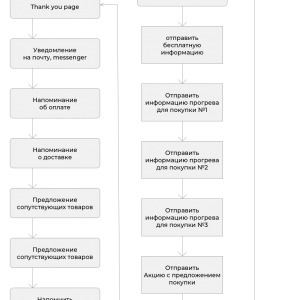 Thank you page
Уведомление
на почту, messenger
Напоминание
об оплате
Напоминание
о доставке
Предложение
сопутствующих товаров
Предложение
сопутствующих товаров
Напомнить
отправить
бесплатную
информацию
Отправить
информацию прогрева
для покупки №1
Отправить
информацию прогрева
для покупки №2
Отправить
информацию прогрева
для покупки №3
Отправить
Акцию с предложением
покупки